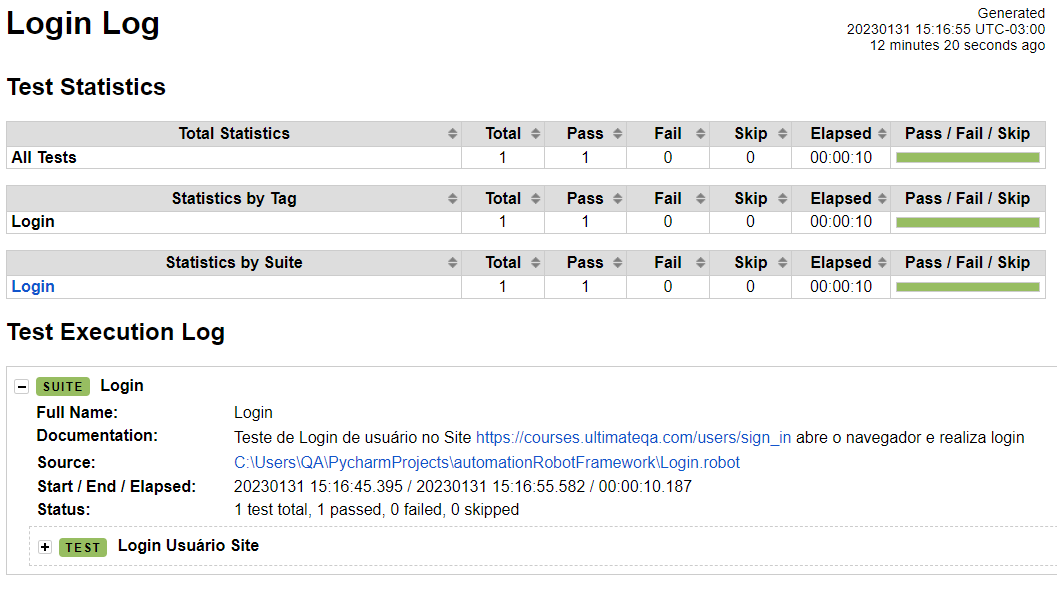 Login Log
Generated
20230131 15:16:55 UTC-03:00
12 minutes 20 seconds ago
Test Statistics
Total Statistics Total Pass Fail Skip Elapsed Pass / Fail / Skip
All Tests 1 1 0 0 00:00:10
Statistics by Tag Total Pass Fail Skip Elapsed Pass / Fail / Skip
Login 1 1 0 0 00:00:10
Statistics by Suite Total Pass Fail Skip Elapsed Pass / Fail / Skip
Login 1 1 0 0 00:00:10
Test Execution Log
SUITE Login
Full Name: Login
Documentation: Teste de Login de usuário no Site https://courses.ultimateqa.com/users/sign_in abre o navegador e realiza login
Source: C:\Users\QA\PycharmProjects\automationRobotFramework\Login.robot
Start / End / Elapsed: 20230131 15:16:45.395 / 20230131 15:16:55.582 / 00:00:10.187
Status: 1 test total, 1 passed, 0 failed, 0 skipped
TEST Login Usuário Site